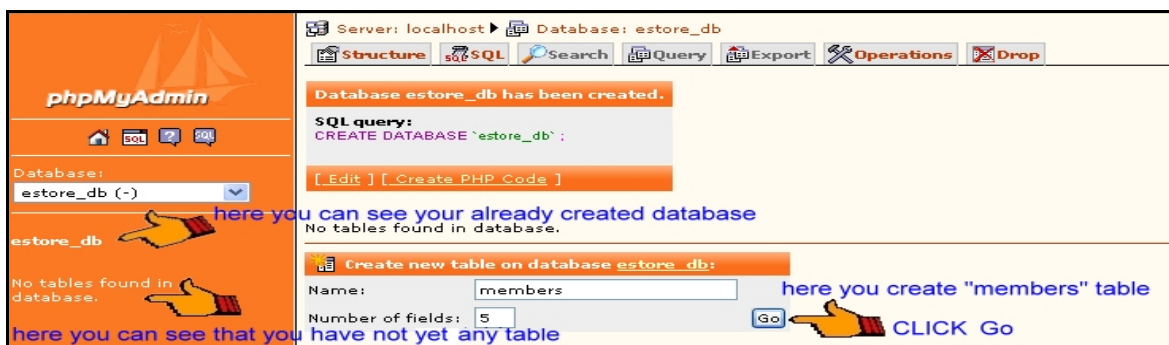 phpMyAdmin
SQL
SQL
Database:
estore_db (-)
here you can see your already created database
estore_db
No tables found in
database.
here you can see that you have not yet any table
Server: localhost Database: estore_db
Structure SQL SQL Search Query Export Operations Drop
Database estore_db has been created.
SQL query:
CREATE DATABASE `estore_db` ;
[ Edit ] [ Create PHP Code ]
No tables found in database.
Create new table on database estore_db:
Name: members
here you create "members" table
Number of fields: 5 Go
CLICK Go